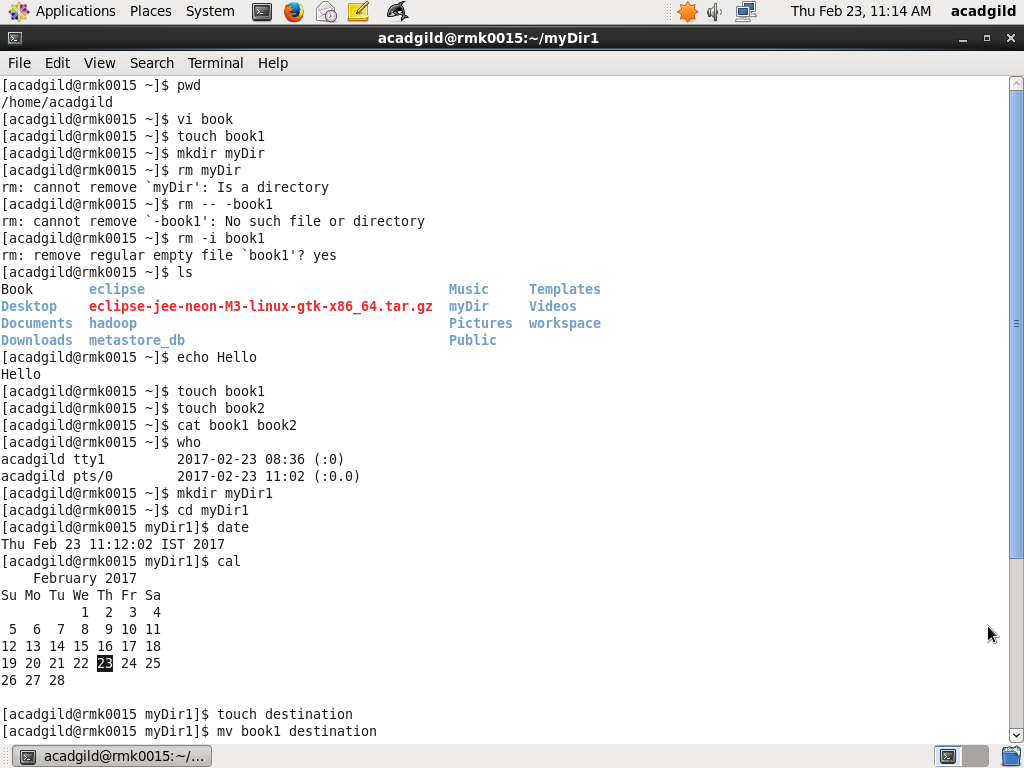 Applications Places System Thu Feb 23, 11:14 AM acadgild
acadgild@rmk0015:~/myDir1
File Edit View Search Terminal Help
[acadgild@rmk0015 ~]$ pwd
/home/acadgild
[acadgild@rmk0015 ~]$ vi book
[acadgild@rmk0015 ~]$ touch book1
[acadgild@rmk0015 ~]$ mkdir myDir
[acadgild@rmk0015 ~]$ rm myDir
rm: cannot remove `myDir': Is a directory
[acadgild@rmk0015 ~]$ rm -- -book1
rm: cannot remove `-book1': No such file or directory
[acadgild@rmk0015 ~]$ rm -i book1
rm: remove regular empty file `book1'? yes
[acadgild@rmk0015 ~]$ ls
Book       eclipse                                      Music     Templates
Desktop    eclipse-jee-neon-M3-linux-gtk-x86_64.tar.gz  myDir     Videos
Documents  hadoop                                       Pictures  workspace
Downloads  metastore_db                                 Public
[acadgild@rmk0015 ~]$ echo Hello
Hello
[acadgild@rmk0015 ~]$ touch book1
[acadgild@rmk0015 ~]$ touch book2
[acadgild@rmk0015 ~]$ cat book1 book2
[acadgild@rmk0015 ~]$ who
acadgild tty1         2017-02-23 08:36 (:0)
acadgild pts/0        2017-02-23 11:02 (:0.0)
[acadgild@rmk0015 ~]$ mkdir myDir1
[acadgild@rmk0015 ~]$ cd myDir1
[acadgild@rmk0015 myDir1]$ date
Thu Feb 23 11:12:02 IST 2017
[acadgild@rmk0015 myDir1]$ cal
    February 2017
Su Mo Tu We Th Fr Sa
          1  2  3  4
 5  6  7  8  9 10 11
12 13 14 15 16 17 18
19 20 21 22 23 24 25
26 27 28
[acadgild@rmk0015 myDir1]$ touch destination
[acadgild@rmk0015 myDir1]$ mv book1 destination
acadgild@rmk0015:~/...